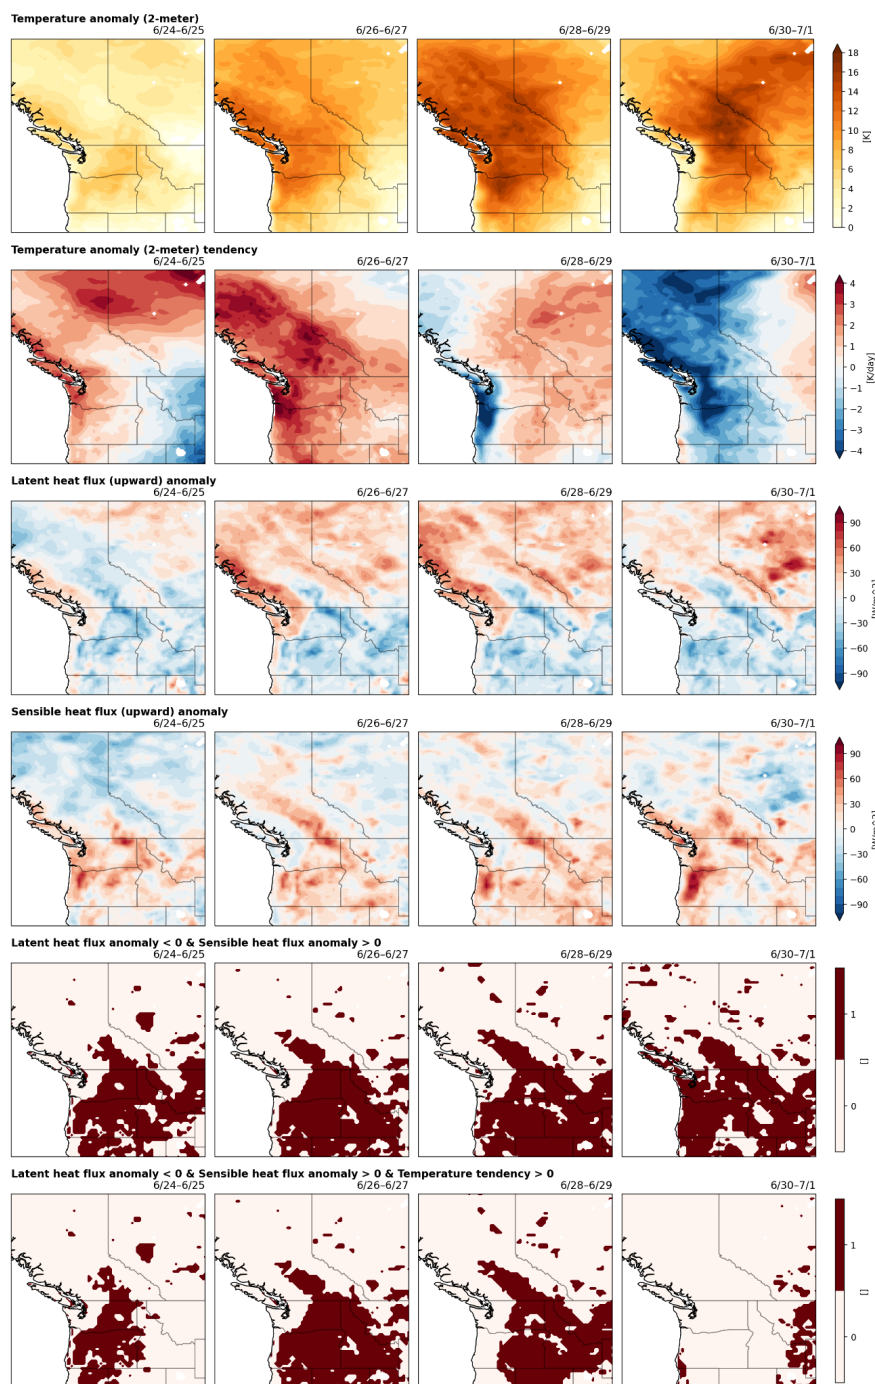 Temperature anomaly (2-meter)
6/24–6/25 6/26–6/27 6/28–6/29 6/30–7/1
18
16
14
12
10
8
6
4
2
0
[K]
Temperature anomaly (2-meter) tendency
6/24–6/25 6/26–6/27 6/28–6/29 6/30–7/1
4
3
2
1
0
−1
−2
−3
−4
[K/day]
Latent heat flux (upward) anomaly
6/24–6/25 6/26–6/27 6/28–6/29 6/30–7/1
90
60
30
0
−30
−60
−90
Sensible heat flux (upward) anomaly
6/24–6/25 6/26–6/27 6/28–6/29 6/30–7/1
90
60
30
0
−30
−60
−90
Latent heat flux anomaly < 0 & Sensible heat flux anomaly > 0
6/24–6/25 6/26–6/27 6/28–6/29 6/30–7/1
1
0
[]
Latent heat flux anomaly < 0 & Sensible heat flux anomaly > 0 & Temperature tendency > 0
6/24–6/25 6/26–6/27 6/28–6/29 6/30–7/1
1
0
[]